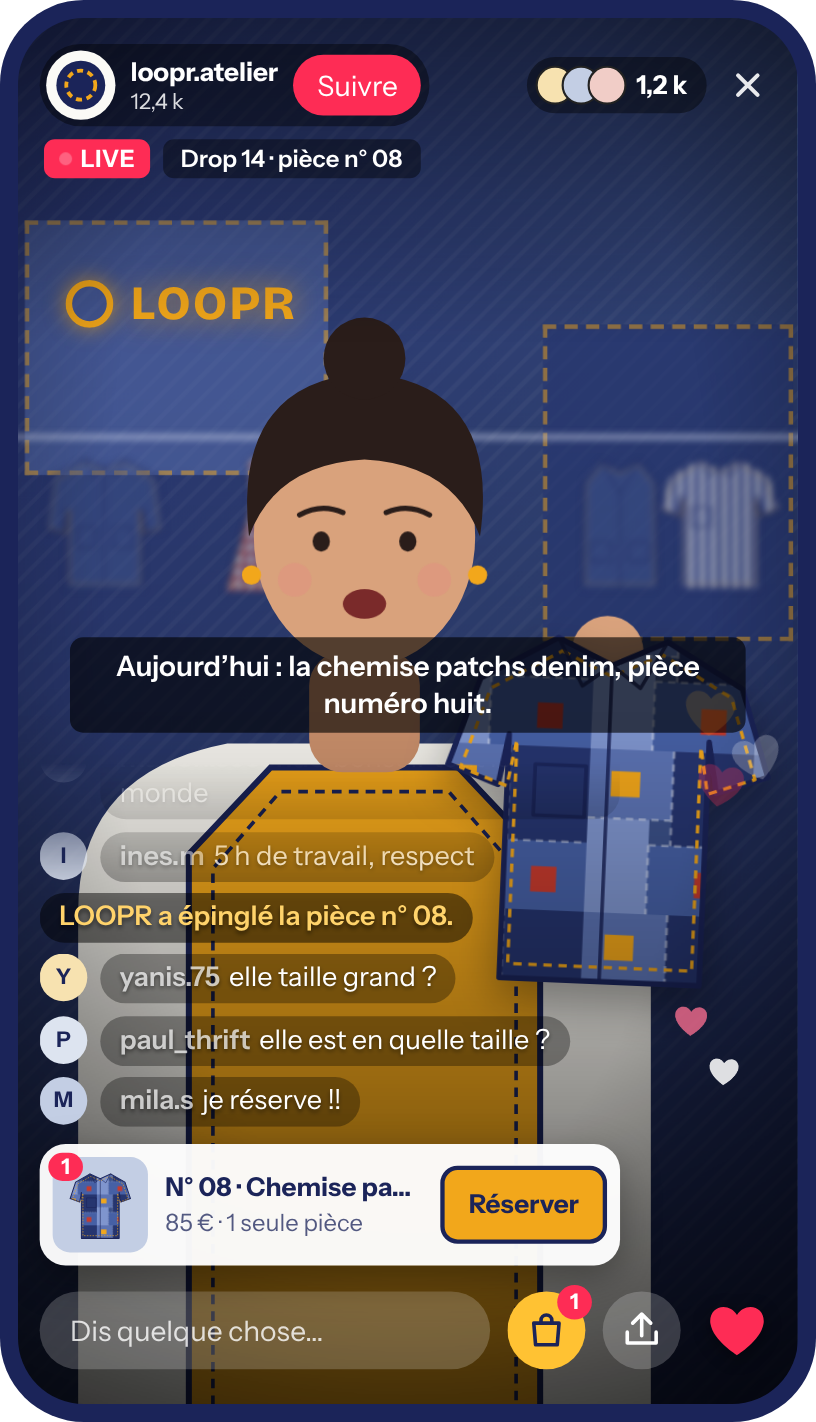 loopr.atelier
12,4 k
Suivre
1,2 k
LIVE
Drop 14 · pièce n° 08
LOOPR
Aujourd’hui : la chemise patchs denim, pièce
numéro huit.
monde
I
ines.m 5 h de travail, respect
LOOPR a épinglé la pièce n° 08.
Y
yanis.75 elle taille grand ?
P
paul_thrift elle est en quelle taille ?
M
mila.s je réserve !!
1
N° 08 · Chemise pa...
85 € · 1 seule pièce
Réserver
Dis quelque chose...
1